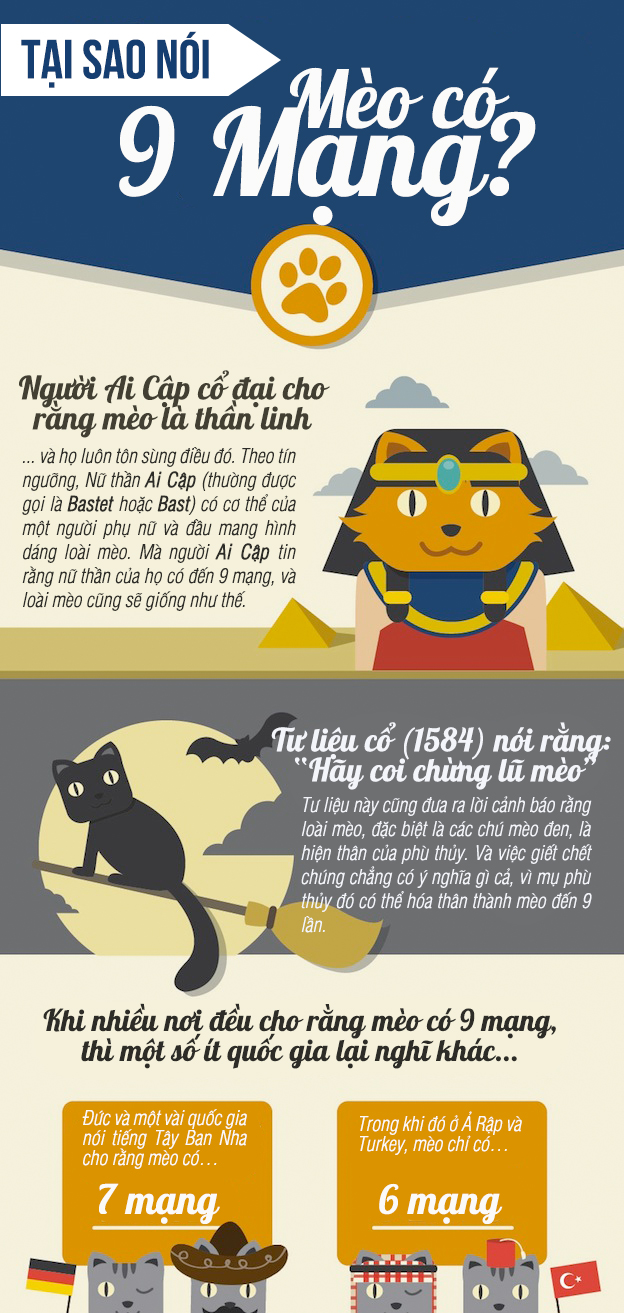 TẠI SAO NÓI
Mèo có
9 Mạng?
Người Ai Cập cổ đại cho
rằng mèo là thần linh
... và họ luôn tôn sùng điều đó. Theo tín
ngưỡng, Nữ thần Ai Cập (thường được
gọi là Bastet hoặc Bast) có cơ thể của
một người phụ nữ và đầu mang hình
dáng loài mèo. Mà người Ai Cập tin
rằng nữ thần của họ có đến 9 mạng, và
loài mèo cũng sẽ giống như thế.
Tư liệu cổ (1584) nói rằng:
“Hãy coi chừng lũ mèo”
Tư liệu này cũng đưa ra lời cảnh báo rằng
loài mèo, đặc biệt là các chú mèo đen, là
hiện thân của phù thủy. Và việc giết chết
chúng chẳng có ý nghĩa gì cả, vì mụ phù
thủy đó có thể hóa thân thành mèo đến 9
lần.
Khi nhiều nơi đều cho rằng mèo có 9 mạng,
thì một số ít quốc gia lại nghĩ khác...
Đức và một vài quốc gia
nói tiếng Tây Ban Nha
cho rằng mèo có...
7 mạng
Trong khi đó ở Ả Rập và
Turkey, mèo chỉ có...
6 mạng